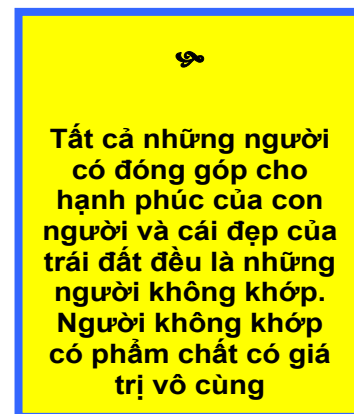 Tất cả những người
có đóng góp cho
hạnh phúc của con
người và cái đẹp của
trái đất đều là những
người không khớp.
Người không khớp
có phẩm chất có giá
trị vô cùng